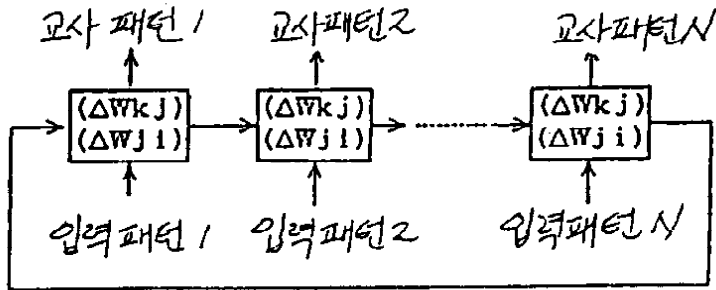 교사 패턴 1 교사패턴2 교사패턴N
(ΔWkj) (ΔWkj) (ΔWkj)
(ΔWji) (ΔWji) (ΔWji)
입력패턴 1 입력패턴2 입력패턴 N